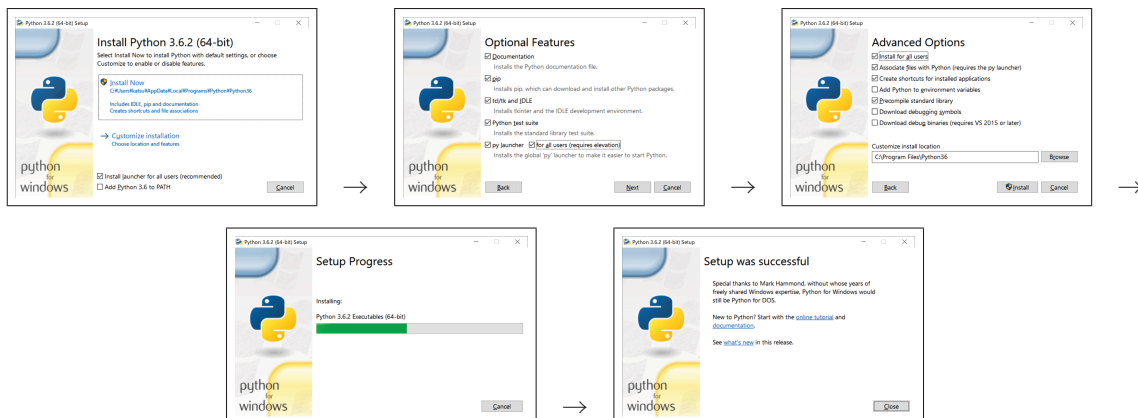 Python 3.6.2 (64-bit) Setup
Install Python 3.6.2 (64-bit)
Select Install Now to install Python with default settings, or choose
Customize to enable or disable features.
Install Now
C:¥Users¥katsu¥AppData¥Local¥Programs¥Python¥Python36
Includes IDLE, pip and documentation
Creates shortcuts and file associations
→ Customize installation
Choose location and features
Install launcher for all users (recommended)
Add Python 3.6 to PATH
Cancel
python
for
windows
→
Python 3.6.2 (64-bit) Setup
Optional Features
Documentation
Installs the Python documentation file.
pip
Installs pip, which can download and install other Python packages.
tcl/tk and IDLE
Installs tkinter and the IDLE development environment.
Python test suite
Installs the standard library test suite.
py launcher for all users (requires elevation)
Installs the global 'py' launcher to make it easier to start Python.
Back Next Cancel
python
for
windows
→
Python 3.6.2 (64-bit) Setup
Advanced Options
Install for all users
Associate files with Python (requires the py launcher)
Create shortcuts for installed applications
Add Python to environment variables
Precompile standard library
Download debugging symbols
Download debug binaries (requires VS 2015 or later)
Customize install location
C:\Program Files\Python36 Browse
Back Install Cancel
python
for
windows
→
Python 3.6.2 (64-bit) Setup
Setup Progress
Installing:
Python 3.6.2 Executables (64-bit)
Cancel
python
for
windows
→
Python 3.6.2 (64-bit) Setup
Setup was successful
Special thanks to Mark Hammond, without whose years of
freely shared Windows expertise, Python for Windows would
still be Python for DOS.
New to Python? Start with the online tutorial and
documentation.
See what's new in this release.
Close
python
for
windows